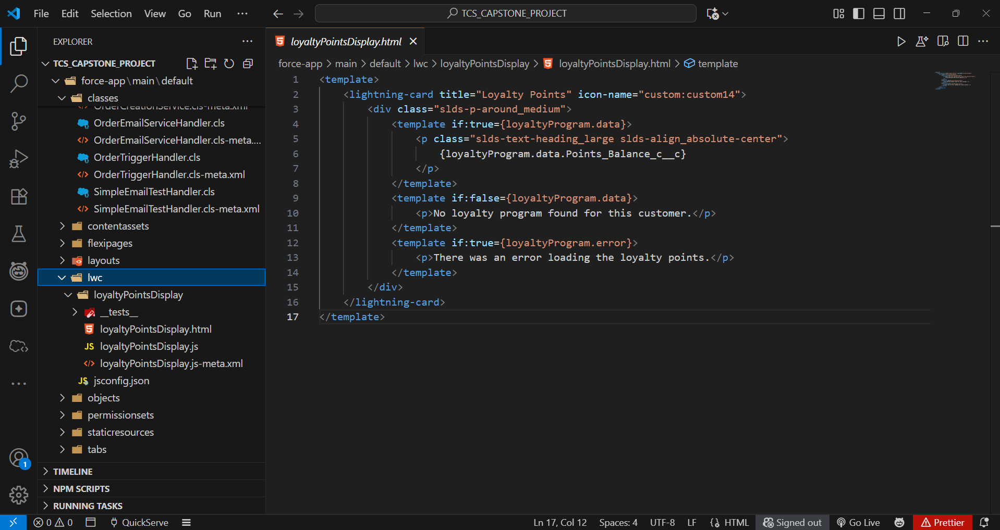 File Edit Selection View Go Run ··· TCS_CAPSTONE_PROJECT
EXPLORER
TCS_CAPSTONE_PROJECT
force-app\main\default
classes
OrderCreationService.cls-meta.xml
OrderEmailServiceHandler.cls
OrderEmailServiceHandler.cls-meta....
OrderTriggerHandler.cls
OrderTriggerHandler.cls-meta.xml
SimpleEmailTestHandler.cls
SimpleEmailTestHandler.cls-meta.xml
contentassets
flexipages
layouts
lwc
loyaltyPointsDisplay
__tests__
loyaltyPointsDisplay.html
JS loyaltyPointsDisplay.js
loyaltyPointsDisplay.js-meta.xml
JS jsconfig.json
objects
permissionsets
staticresources
tabs
TIMELINE
NPM SCRIPTS
RUNNING TASKS
1
loyaltyPointsDisplay.html
force-app > main > default > lwc > loyaltyPointsDisplay > loyaltyPointsDisplay.html > template
1 <template>
2 <lightning-card title="Loyalty Points" icon-name="custom:custom14">
3 <div class="slds-p-around_medium">
4 <template if:true={loyaltyProgram.data}>
5 <p class="slds-text-heading_large slds-align_absolute-center">
6 {loyaltyProgram.data.Points_Balance_c__c}
7 </p>
8 </template>
9 <template if:false={loyaltyProgram.data}>
10 <p>No loyalty program found for this customer.</p>
11 </template>
12 <template if:true={loyaltyProgram.error}>
13 <p>There was an error loading the loyalty points.</p>
14 </template>
15 </div>
16 </lightning-card>
17 </template>
0 0 QuickServe Ln 17, Col 12 Spaces: 4 UTF-8 LF HTML Signed out Go Live Prettier